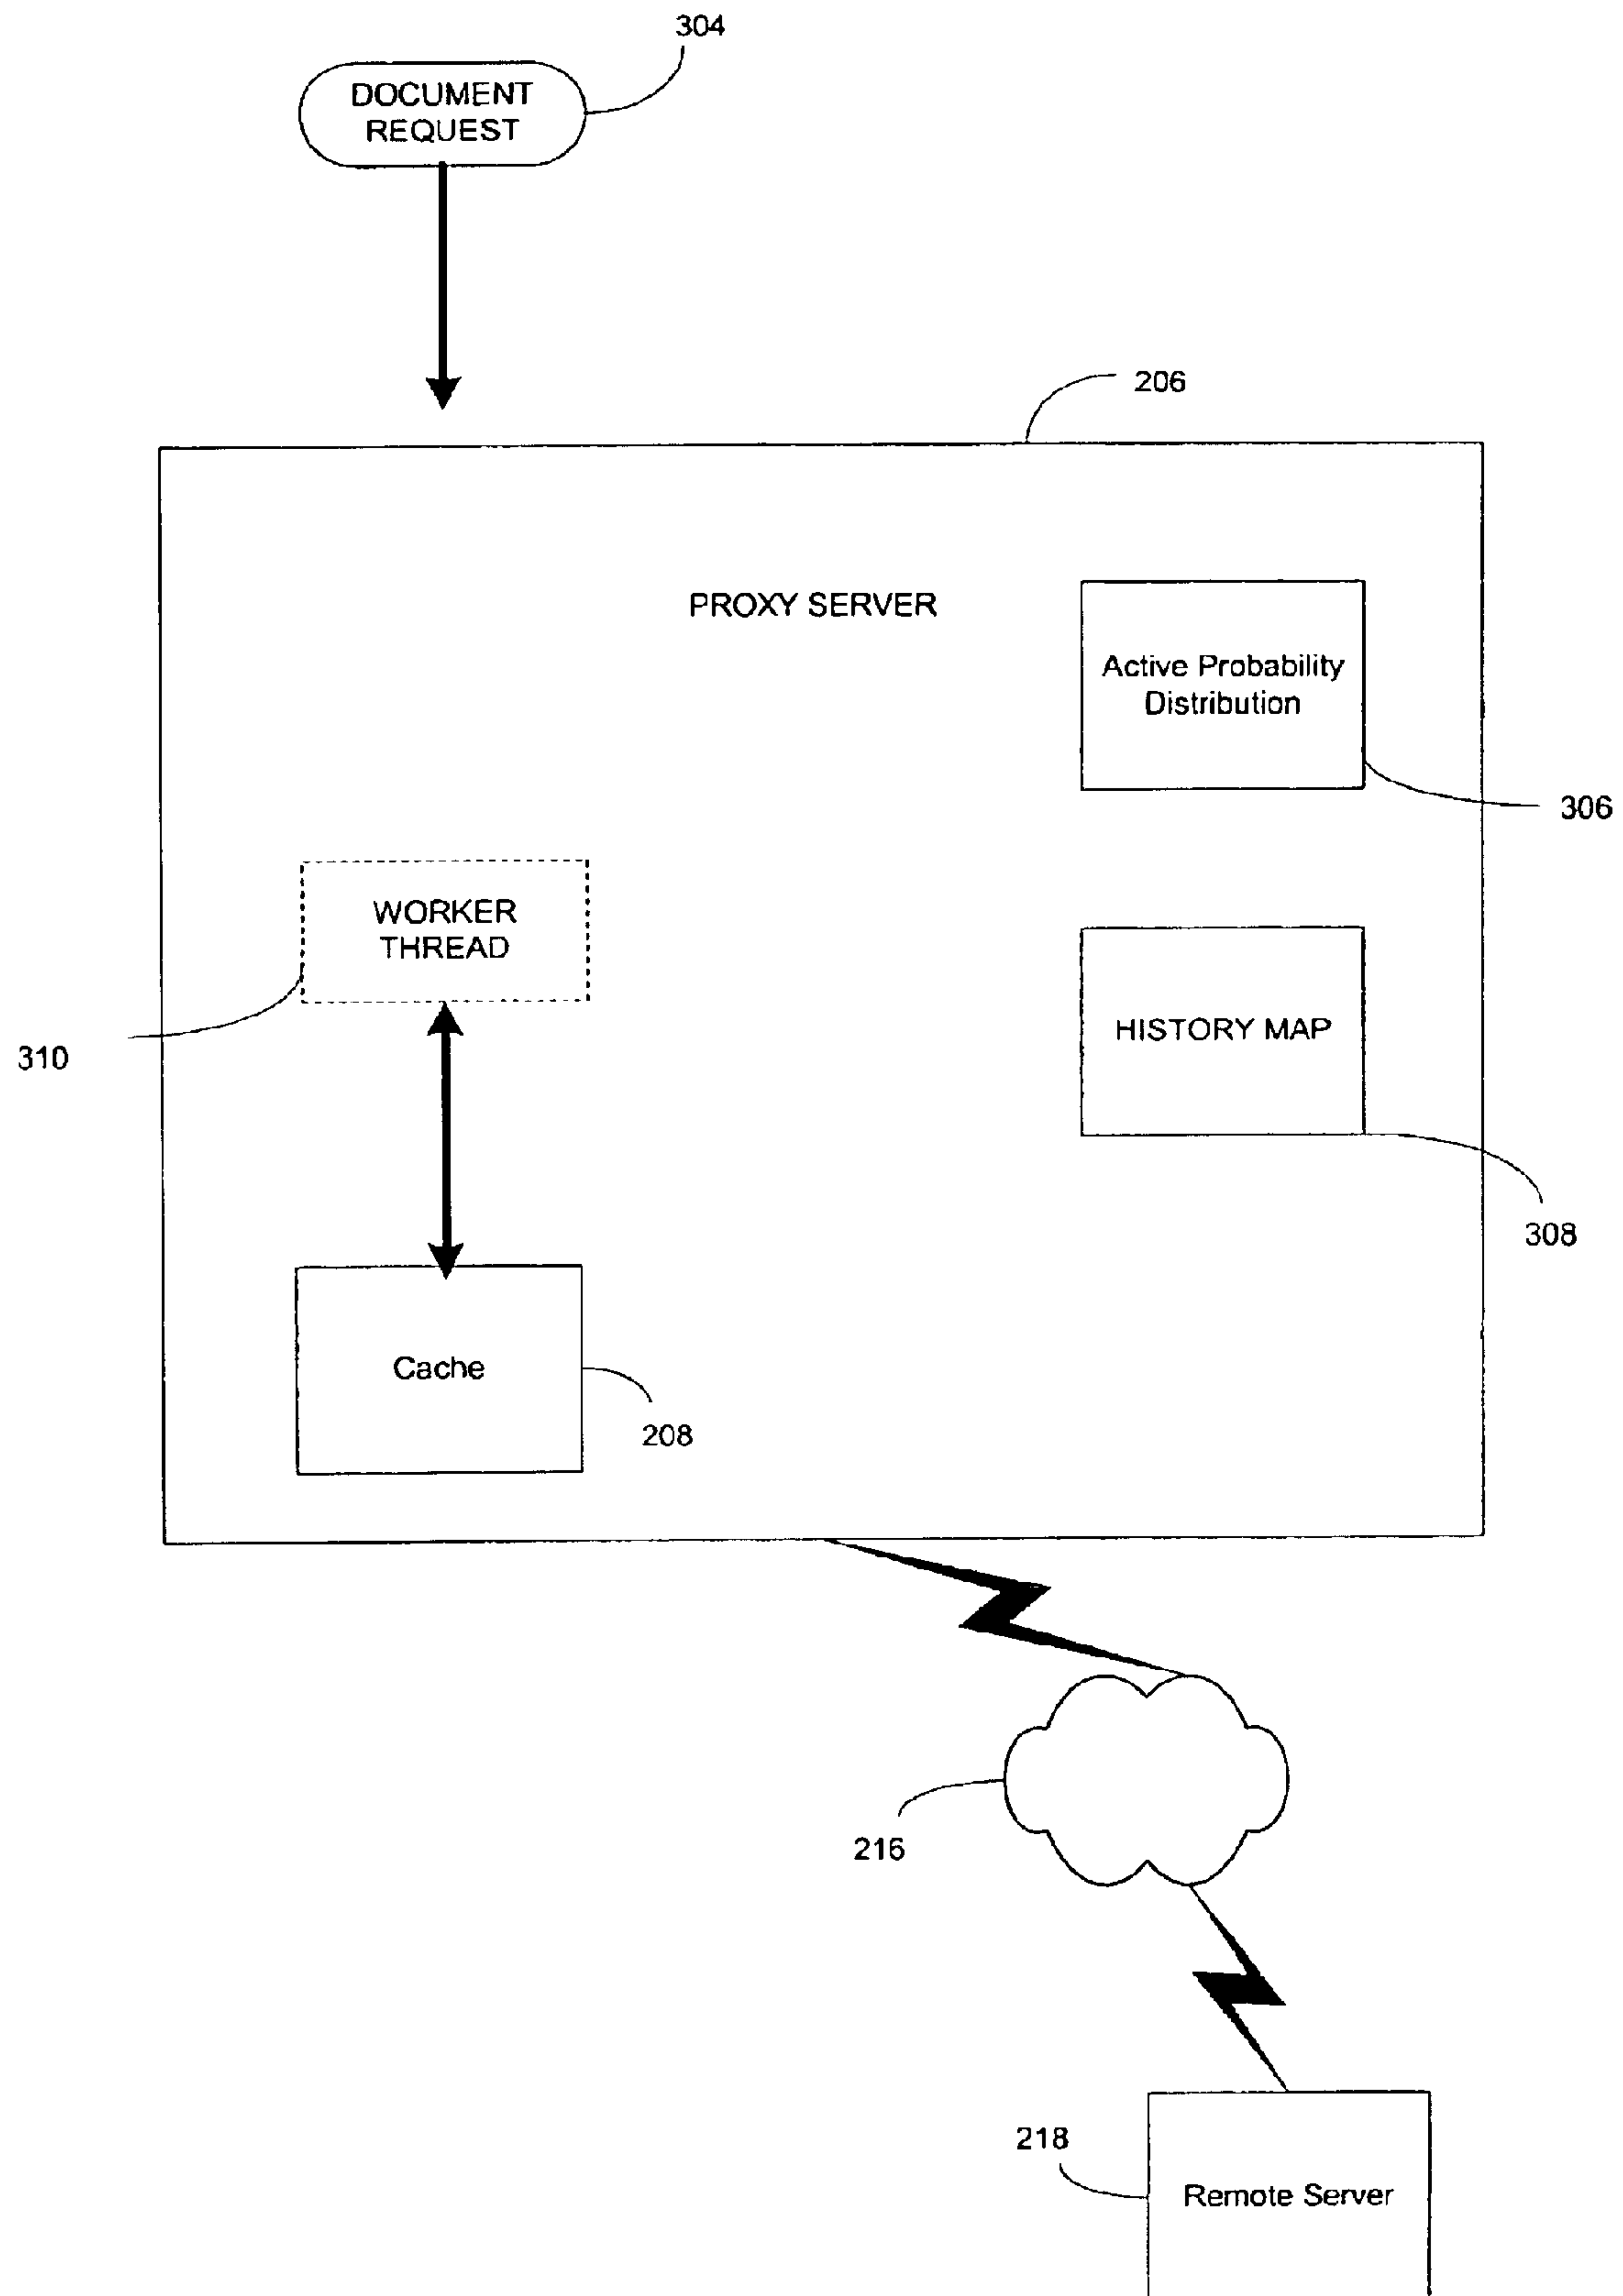 304
DOCUMENT
REQUEST
206
PROXY SERVER
Active Probability
Distribution
306
WORKER
THREAD
310
HISTORY MAP
308
Cache
208
216
218
Remote Server